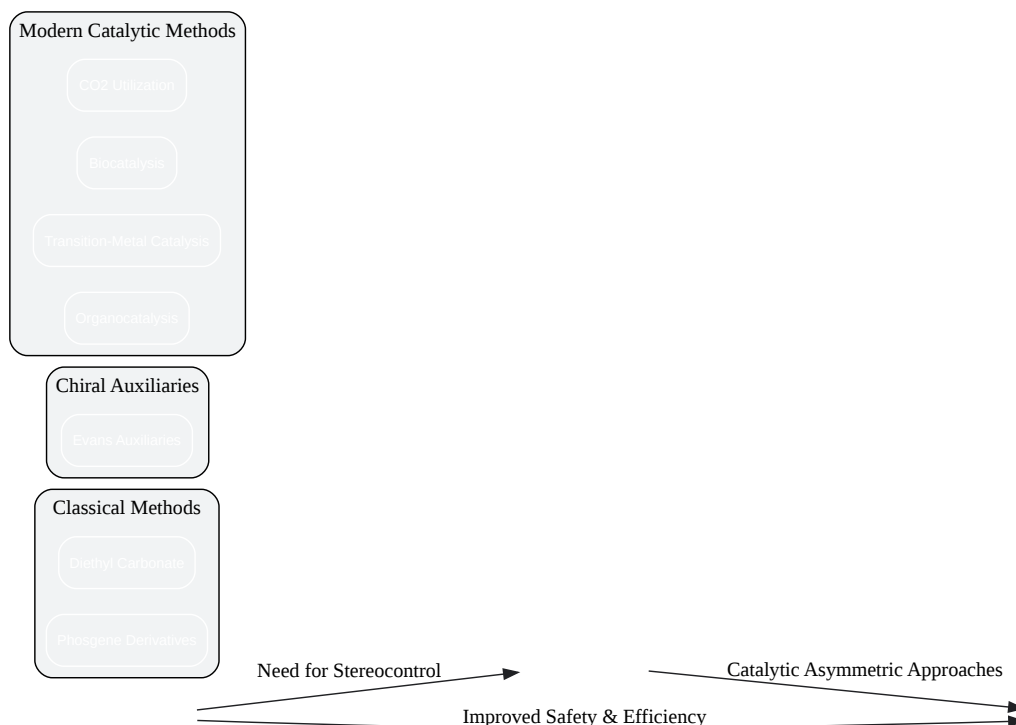 Modern Catalytic Methods
CO2 Utilization
Biocatalysis
Transition-Metal Catalysis
Organocatalysis
Chiral Auxiliaries
Evans Auxiliaries
Classical Methods
Diethyl Carbonate
Phosgene Derivatives
Need for Stereocontrol
Catalytic Asymmetric Approaches
Improved Safety & Efficiency